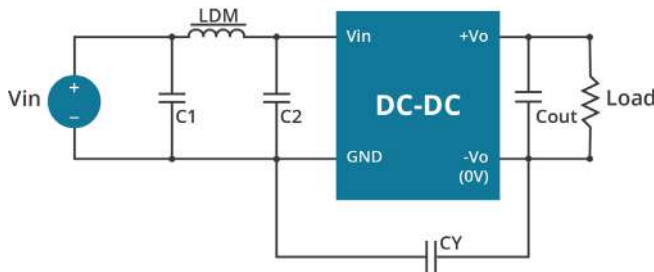 LDM
Vin
+
−
C1
C2
Vin
+Vo
DC-DC
GND
-Vo
(0V)
Cout
Load
CY